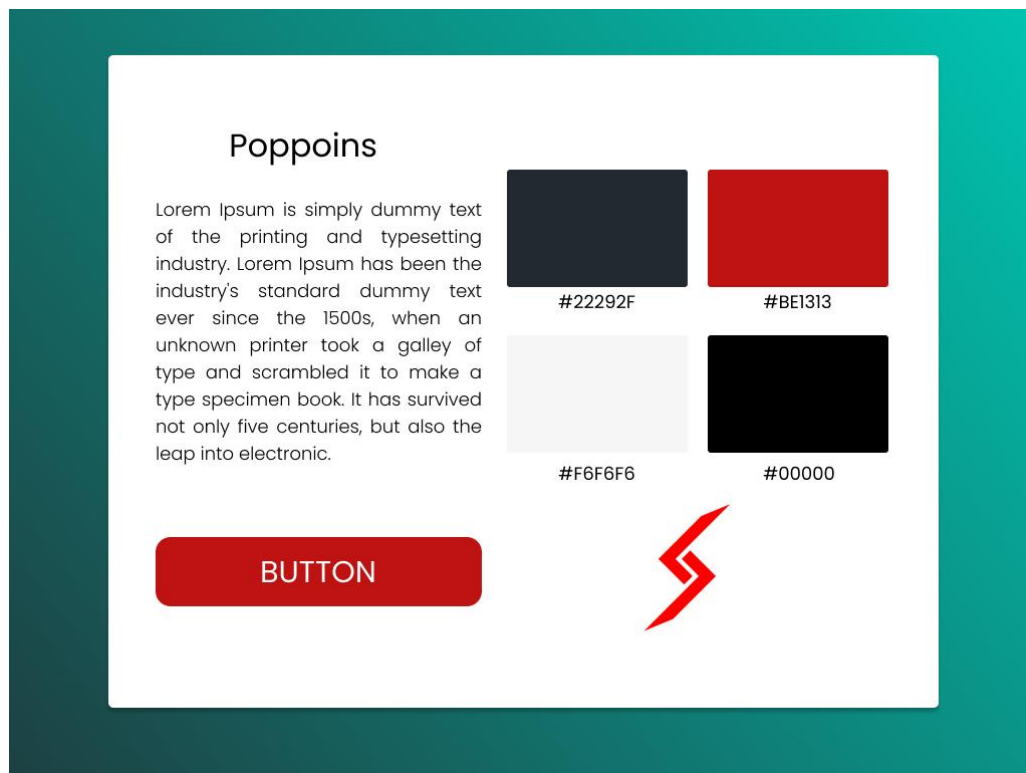 Poppoins
Lorem Ipsum is simply dummy text
of the printing and typesetting
industry. Lorem Ipsum has been the
industry's standard dummy text
ever since the 1500s, when an
unknown printer took a galley of
type and scrambled it to make a
type specimen book. It has survived
not only five centuries, but also the
leap into electronic.
BUTTON
#22292F
#BE1313
#F6F6F6
#00000